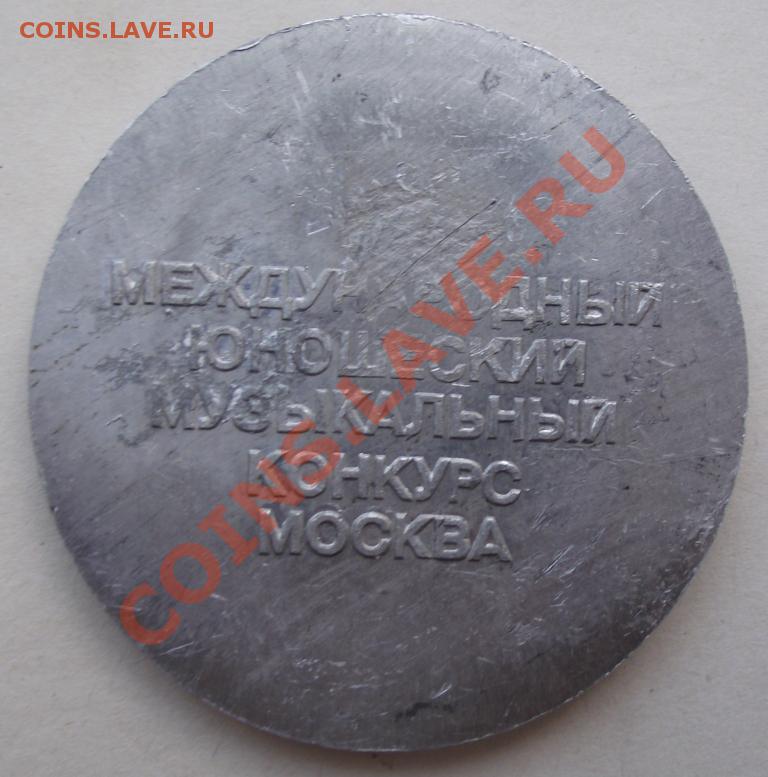 COINS.LAVE.RU
МЕЖДУНАРОДНЫЙ
ЮНОШЕСКИЙ
МУЗЫКАЛЬНЫЙ
КОНКУРС
МОСКВА
COINS.LAVE.RU